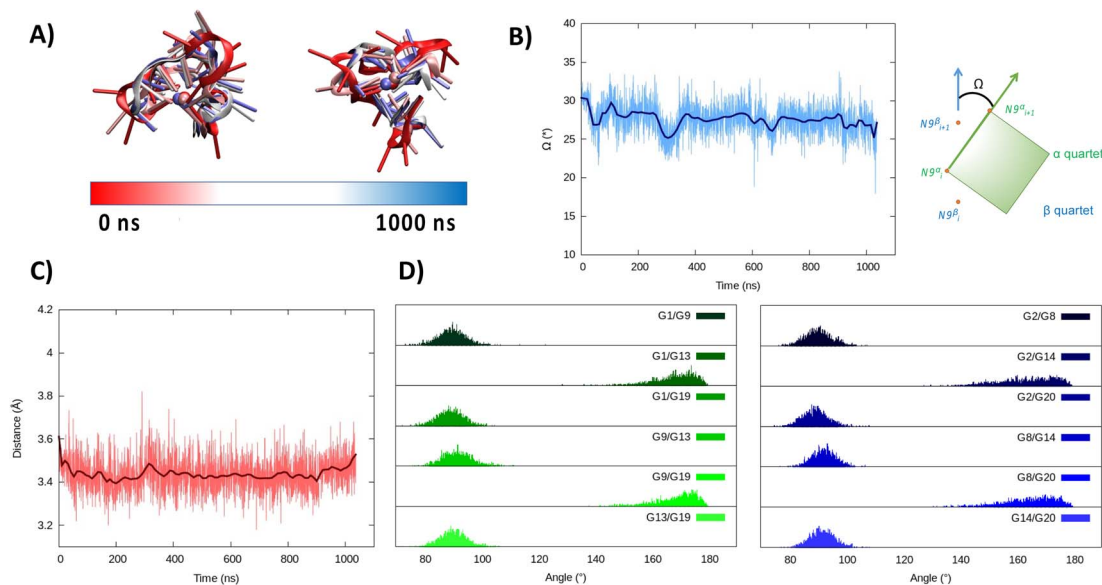 A)
0 ns
1000 ns
B)
40
35
30
25
20
15
10
Ω (°)
0
200
400
600
800
1000
Time (ns)
Ω
N9βi+1
N9αi+1
N9αi
N9βi
α quartet
β quartet
C)
4.2
4
3.8
3.6
3.4
3.2
Distance (Å)
0
200
400
600
800
1000
Time (ns)
D)
G1/G9
G1/G13
G1/G19
G9/G13
G9/G19
G13/G19
80
100
120
140
160
180
Angle (°)
G2/G8
G2/G14
G2/G20
G8/G14
G8/G20
G14/G20
80
100
120
140
160
180
Angle (°)